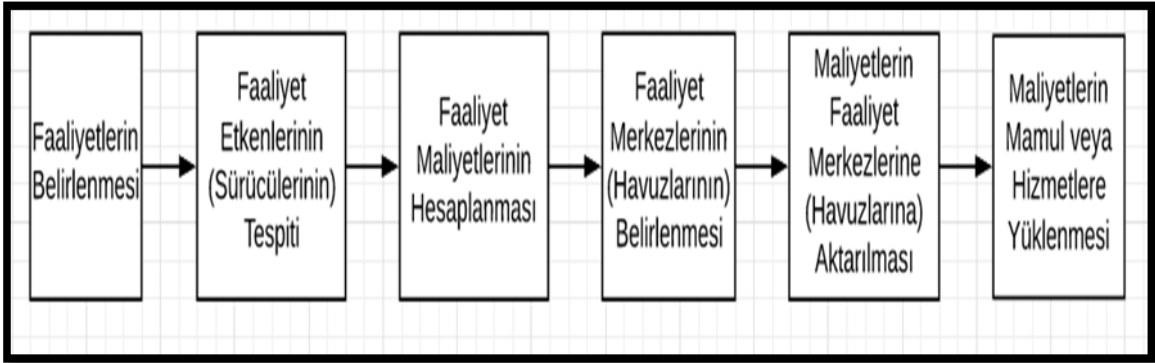 Faaliyetlerin
Belirlenmesi
Faaliyet
Etkenlerinin
(Sürücülerinin)
Tespiti
Faaliyet
Maliyetlerinin
Hesaplanması
Faaliyet
Merkezlerinin
(Havuzlarının)
Belirlenmesi
Maliyetlerin
Faaliyet
Merkezlerine
(Havuzlarına)
Aktarılması
Maliyetlerin
Mamul veya
Hizmetlere
Yüklenmesi